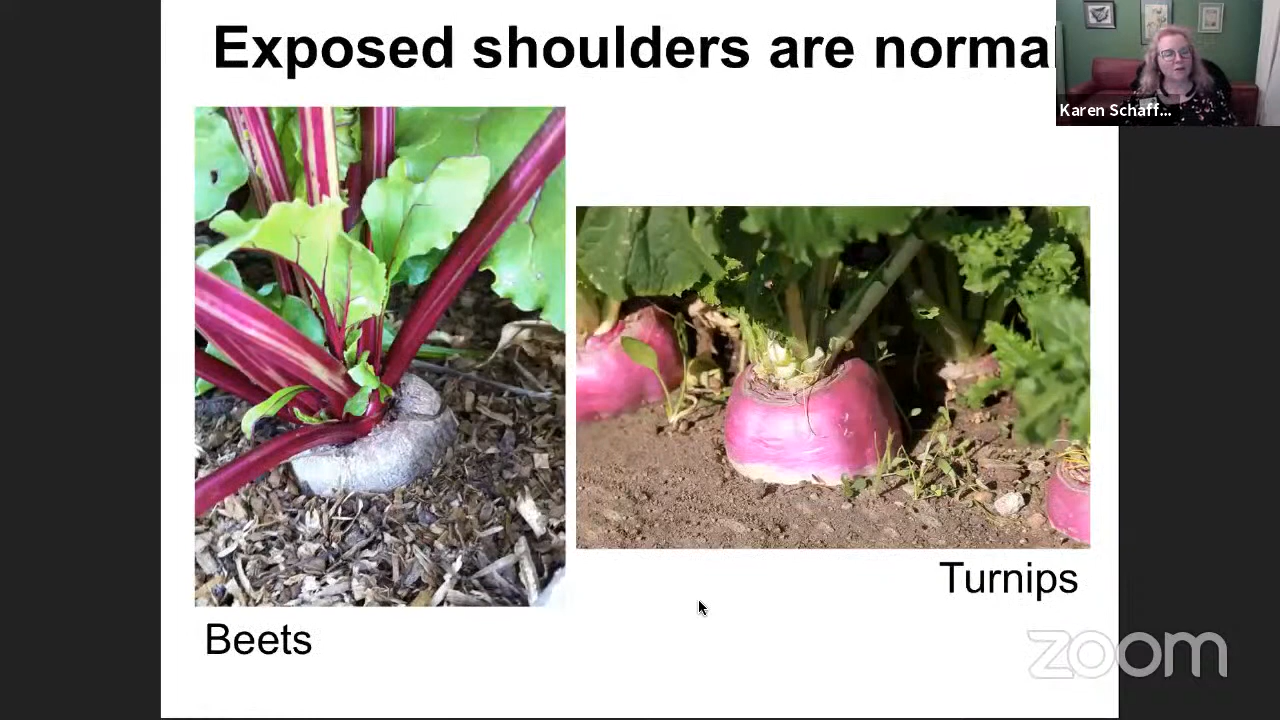 Exposed shoulders are norma
Karen Schaff...
Turnips
Beets
zoom